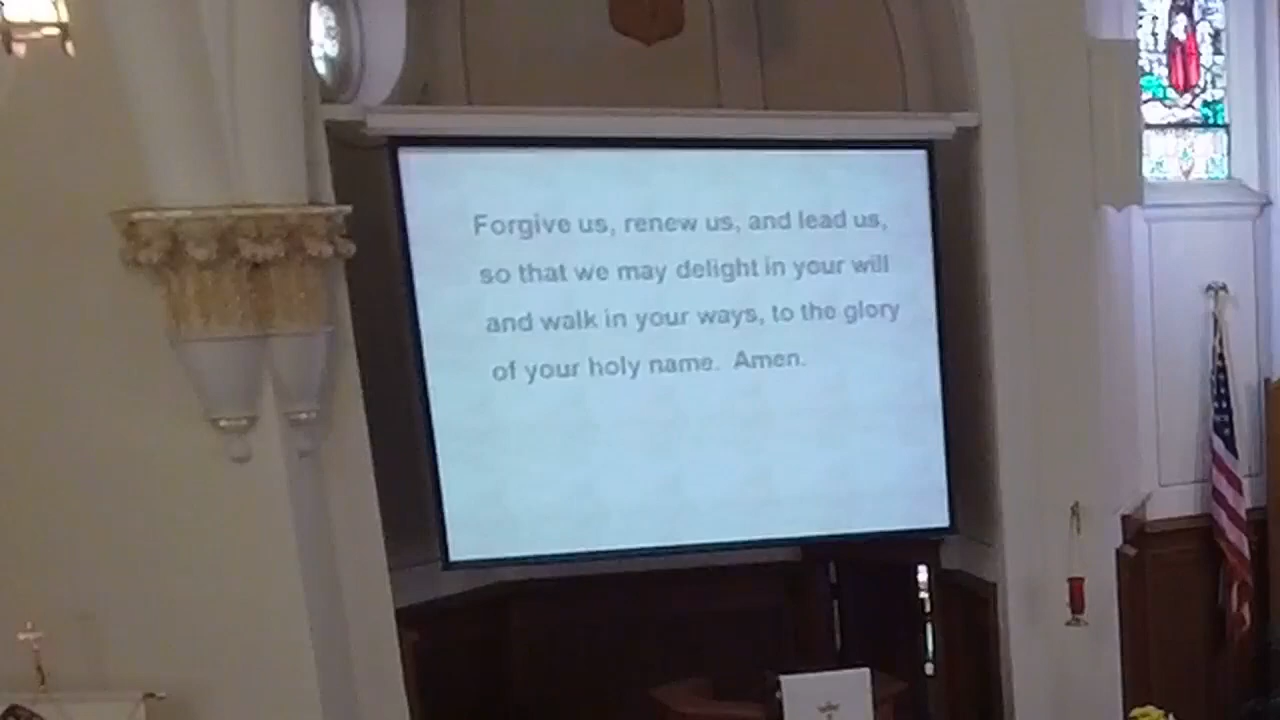 Forgive us, renew us, and lead us,
so that we may delight in your will
and walk in your ways, to the glory
of your holy name. Amen.